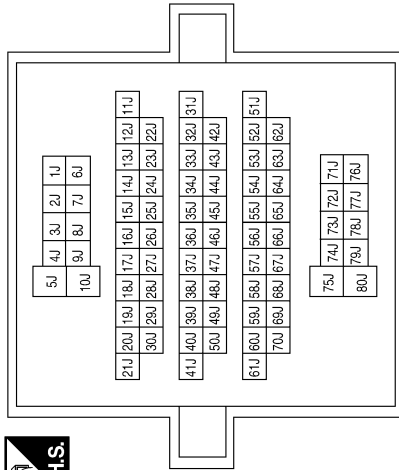 H.S.
5J 4J 3J 2J 1J
10J 9J 8J 7J 6J
21J 20J 19J 18J 17J 16J 15J 14J 13J 12J 11J
30J 29J 28J 27J 26J 25J 24J 23J 22J
41J 40J 39J 38J 37J 36J 35J 34J 33J 32J 31J
50J 49J 48J 47J 46J 45J 44J 43J 42J
61J 60J 59J 58J 57J 56J 55J 54J 53J 52J 51J
70J 69J 68J 67J 66J 65J 64J 63J 62J
75J 74J 73J 72J 71J
80J 79J 78J 77J 76J